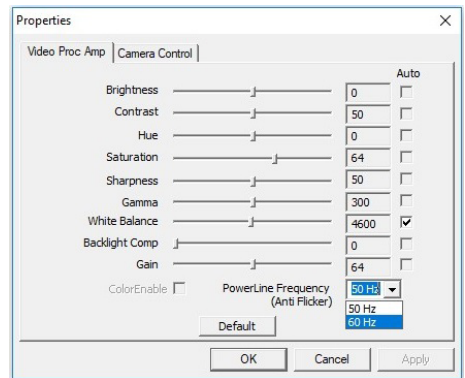 Properties
Video Proc Amp Camera Control
Auto
Brightness 0
Contrast 50
Hue 0
Saturation 64
Sharpness 50
Gamma 300
White Balance 4600
Backlight Comp 0
Gain 64
ColorEnable PowerLine Frequency 50 Hz
(Anti Flicker) 50 Hz
60 Hz
Default
OK Cancel Apply